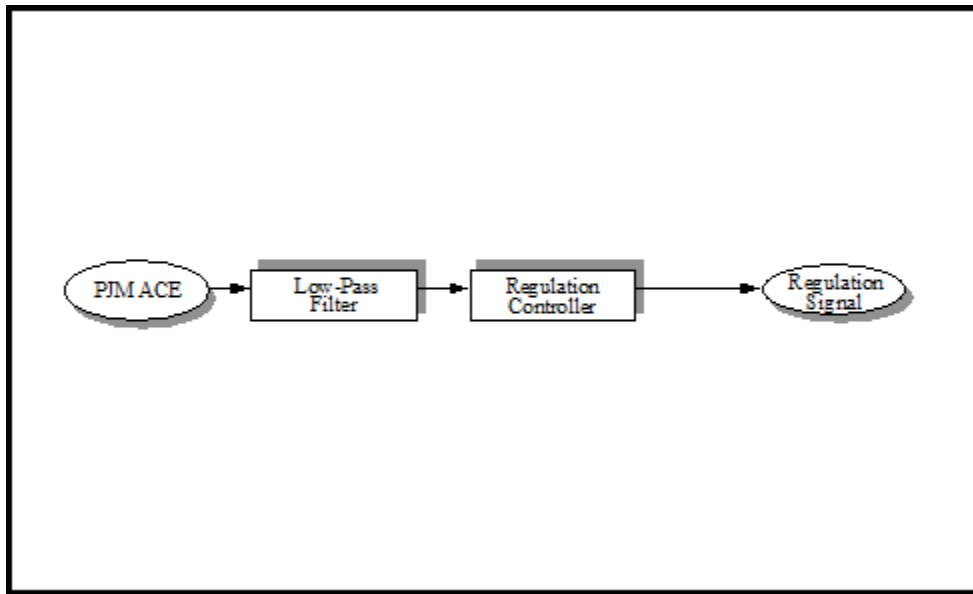 PJM ACE
Low-Pass
Filter
Regulation
Controller
Regulation
Signal